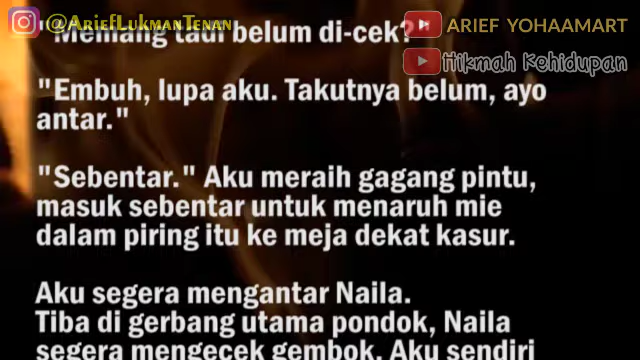 @AriefLukmanTenan
ARIEF YOHAAMART
Hikmah Kehidupan
"Memang tadi belum di-cek?"
"Embuh, lupa aku. Takutnya belum, ayo
antar."
"Sebentar." Aku meraih gagang pintu,
masuk sebentar untuk menaruh mie
dalam piring itu ke meja dekat kasur.
Aku segera mengantar Naila.
Tiba di gerbang utama pondok, Naila
segera mengecek gembok. Aku sendiri